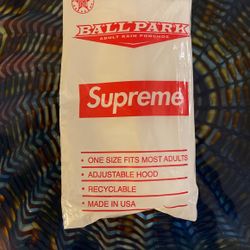 BALL PARK
ADULT RAIN PONCHOS
Supreme
• ONE SIZE FITS MOST ADULTS
• ADJUSTABLE HOOD
• RECYCLABLE
• MADE IN USA